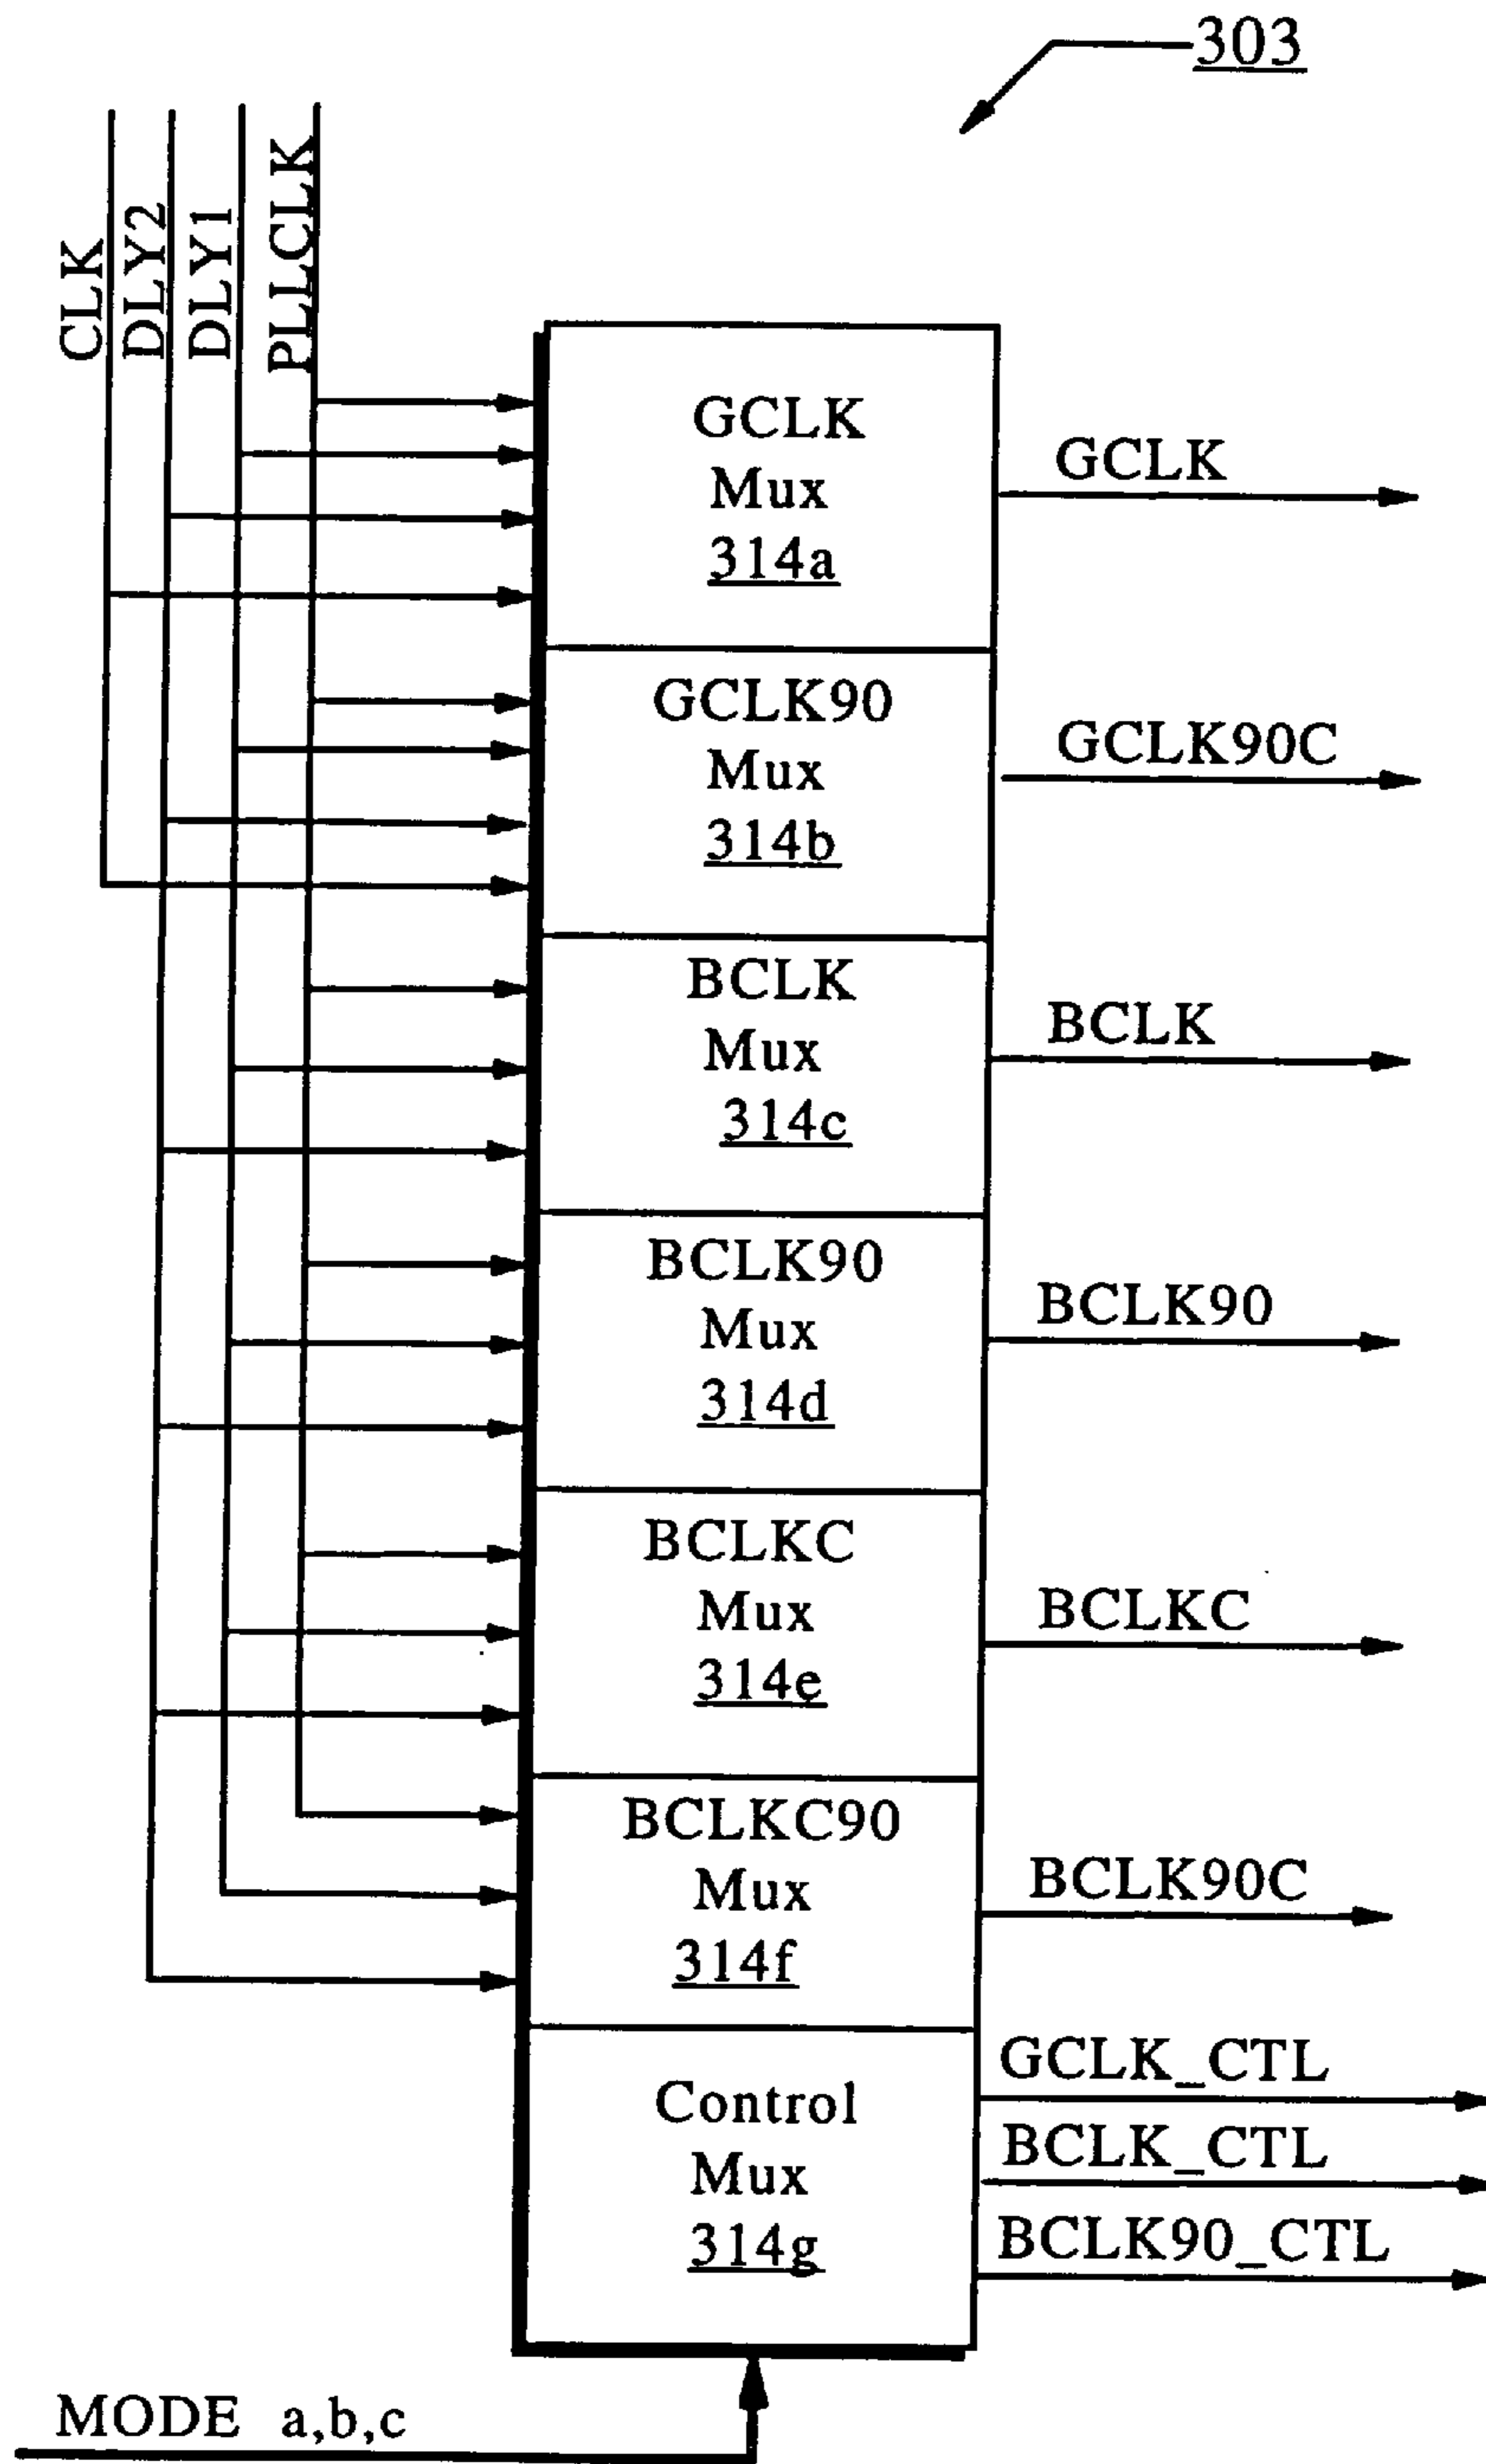 303
CLK
DLY2
DLY1
PLLCLK
GCLK
Mux
314a
GCLK
GCLK90
Mux
314b
GCLK90C
BCLK
Mux
314c
BCLK
BCLK90
Mux
314d
BCLK90
BCLKC
Mux
314e
BCLKC
BCLKC90
Mux
314f
BCLK90C
Control
Mux
314g
GCLK_CTL
BCLK_CTL
BCLK90_CTL
MODE a,b,c